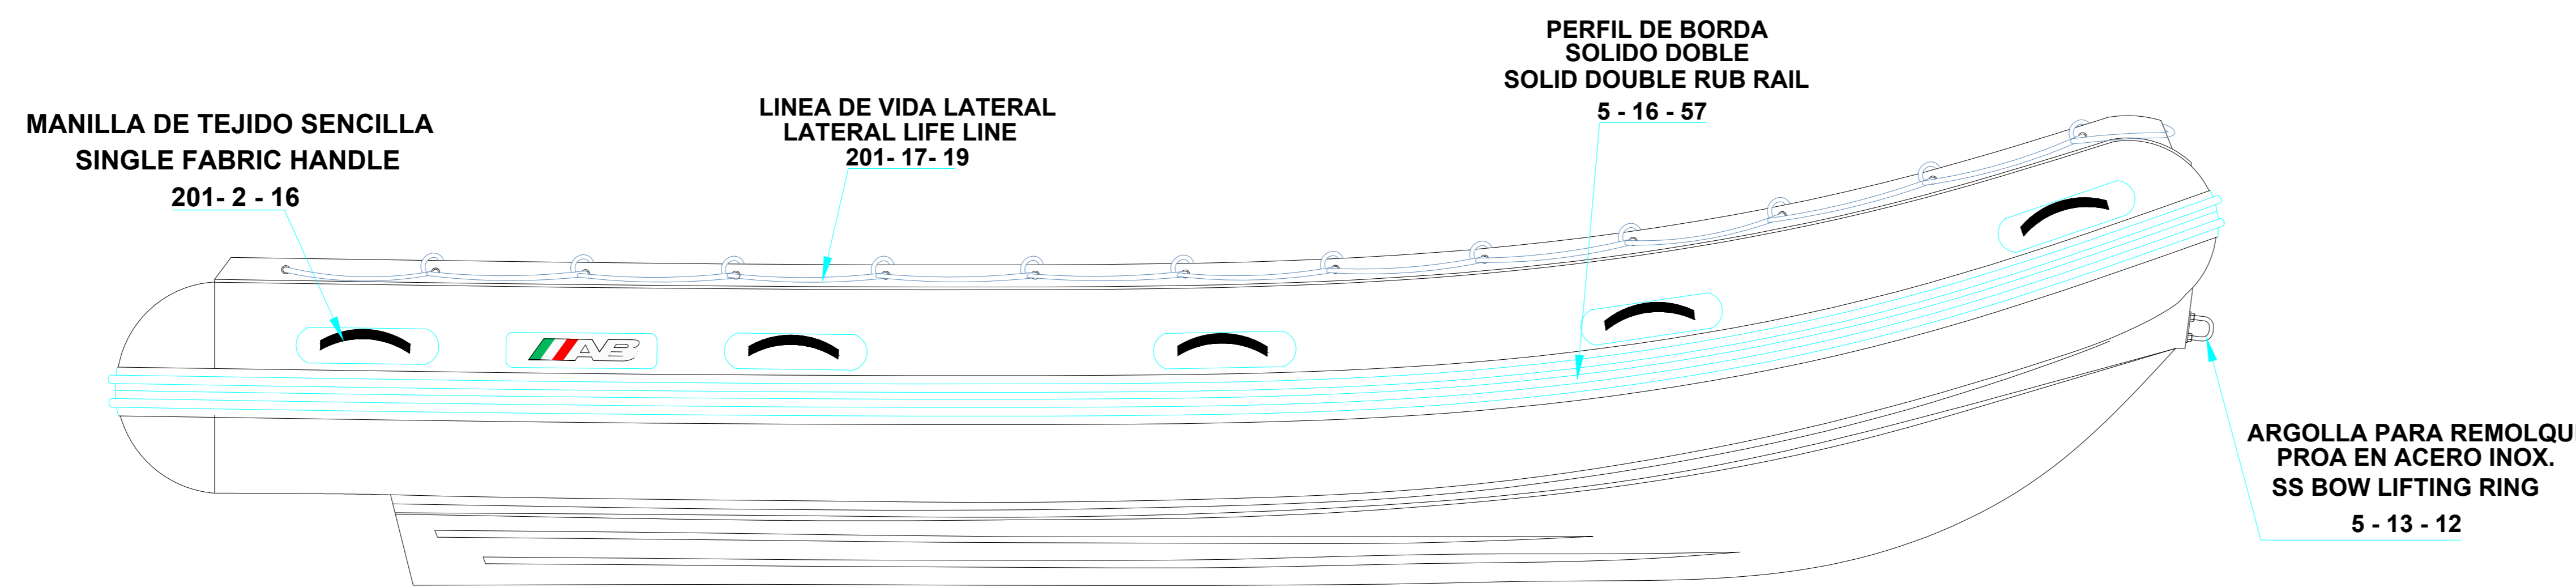 MANILLA DE TEJIDO SENCILLA
SINGLE FABRIC HANDLE
201- 2 - 16
LINEA DE VIDA LATERAL
LATERAL LIFE LINE
201- 17- 19
PERFIL DE BORDA
SOLIDO DOBLE
SOLID DOUBLE RUB RAIL
5 - 16 - 57
AB
ARGOLLA PARA REMOLQU
PROA EN ACERO INOX.
SS BOW LIFTING RING
5 - 13 - 12